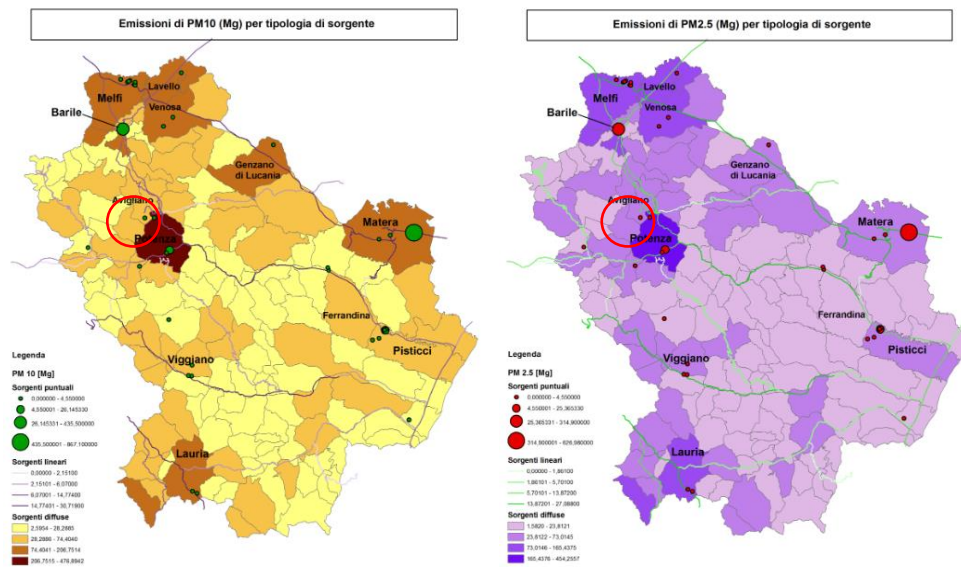 Emissioni di PM10 (Mg) per tipologia di sorgente
Lavello
Melfi
Venosa
Barile
Genzano
di Lucania
Avigliano
Matera
Potenza
Ferrandina
Pisticci
Viggiano
Lauria
Legenda
PM 10 [Mg]
Sorgenti puntuali
0,000000 - 4,550000
4,550001 - 26,145330
26,145331 - 435,500000
435,500001 - 967,100000
Sorgenti lineari
0,00000 - 2,15100
2,15101 - 6,07000
6,07001 - 14,77400
14,77401 - 30,71800
Sorgenti diffuse
2,5954 - 28,2885
28,2886 - 74,4040
74,4041 - 206,7514
206,7515 - 476,8942
Emissioni di PM2.5 (Mg) per tipologia di sorgente
Lavello
Melfi
Venosa
Barile
Genzano
di Lucania
Avigliano
Matera
Potenza
Ferrandina
Pisticci
Viggiano
Lauria
Legenda
PM 2.5 [Mg]
Sorgenti puntuali
0,000000 - 4,550000
4,550001 - 25,365330
25,365331 - 314,900000
314,900001 - 626,980000
Sorgenti lineari
0,00000 - 1,86100
1,86101 - 5,70100
5,70101 - 13,87200
13,87201 - 27,08800
Sorgenti diffuse
1,5820 - 23,8121
23,8122 - 73,0145
73,0146 - 165,4375
165,4376 - 454,2557